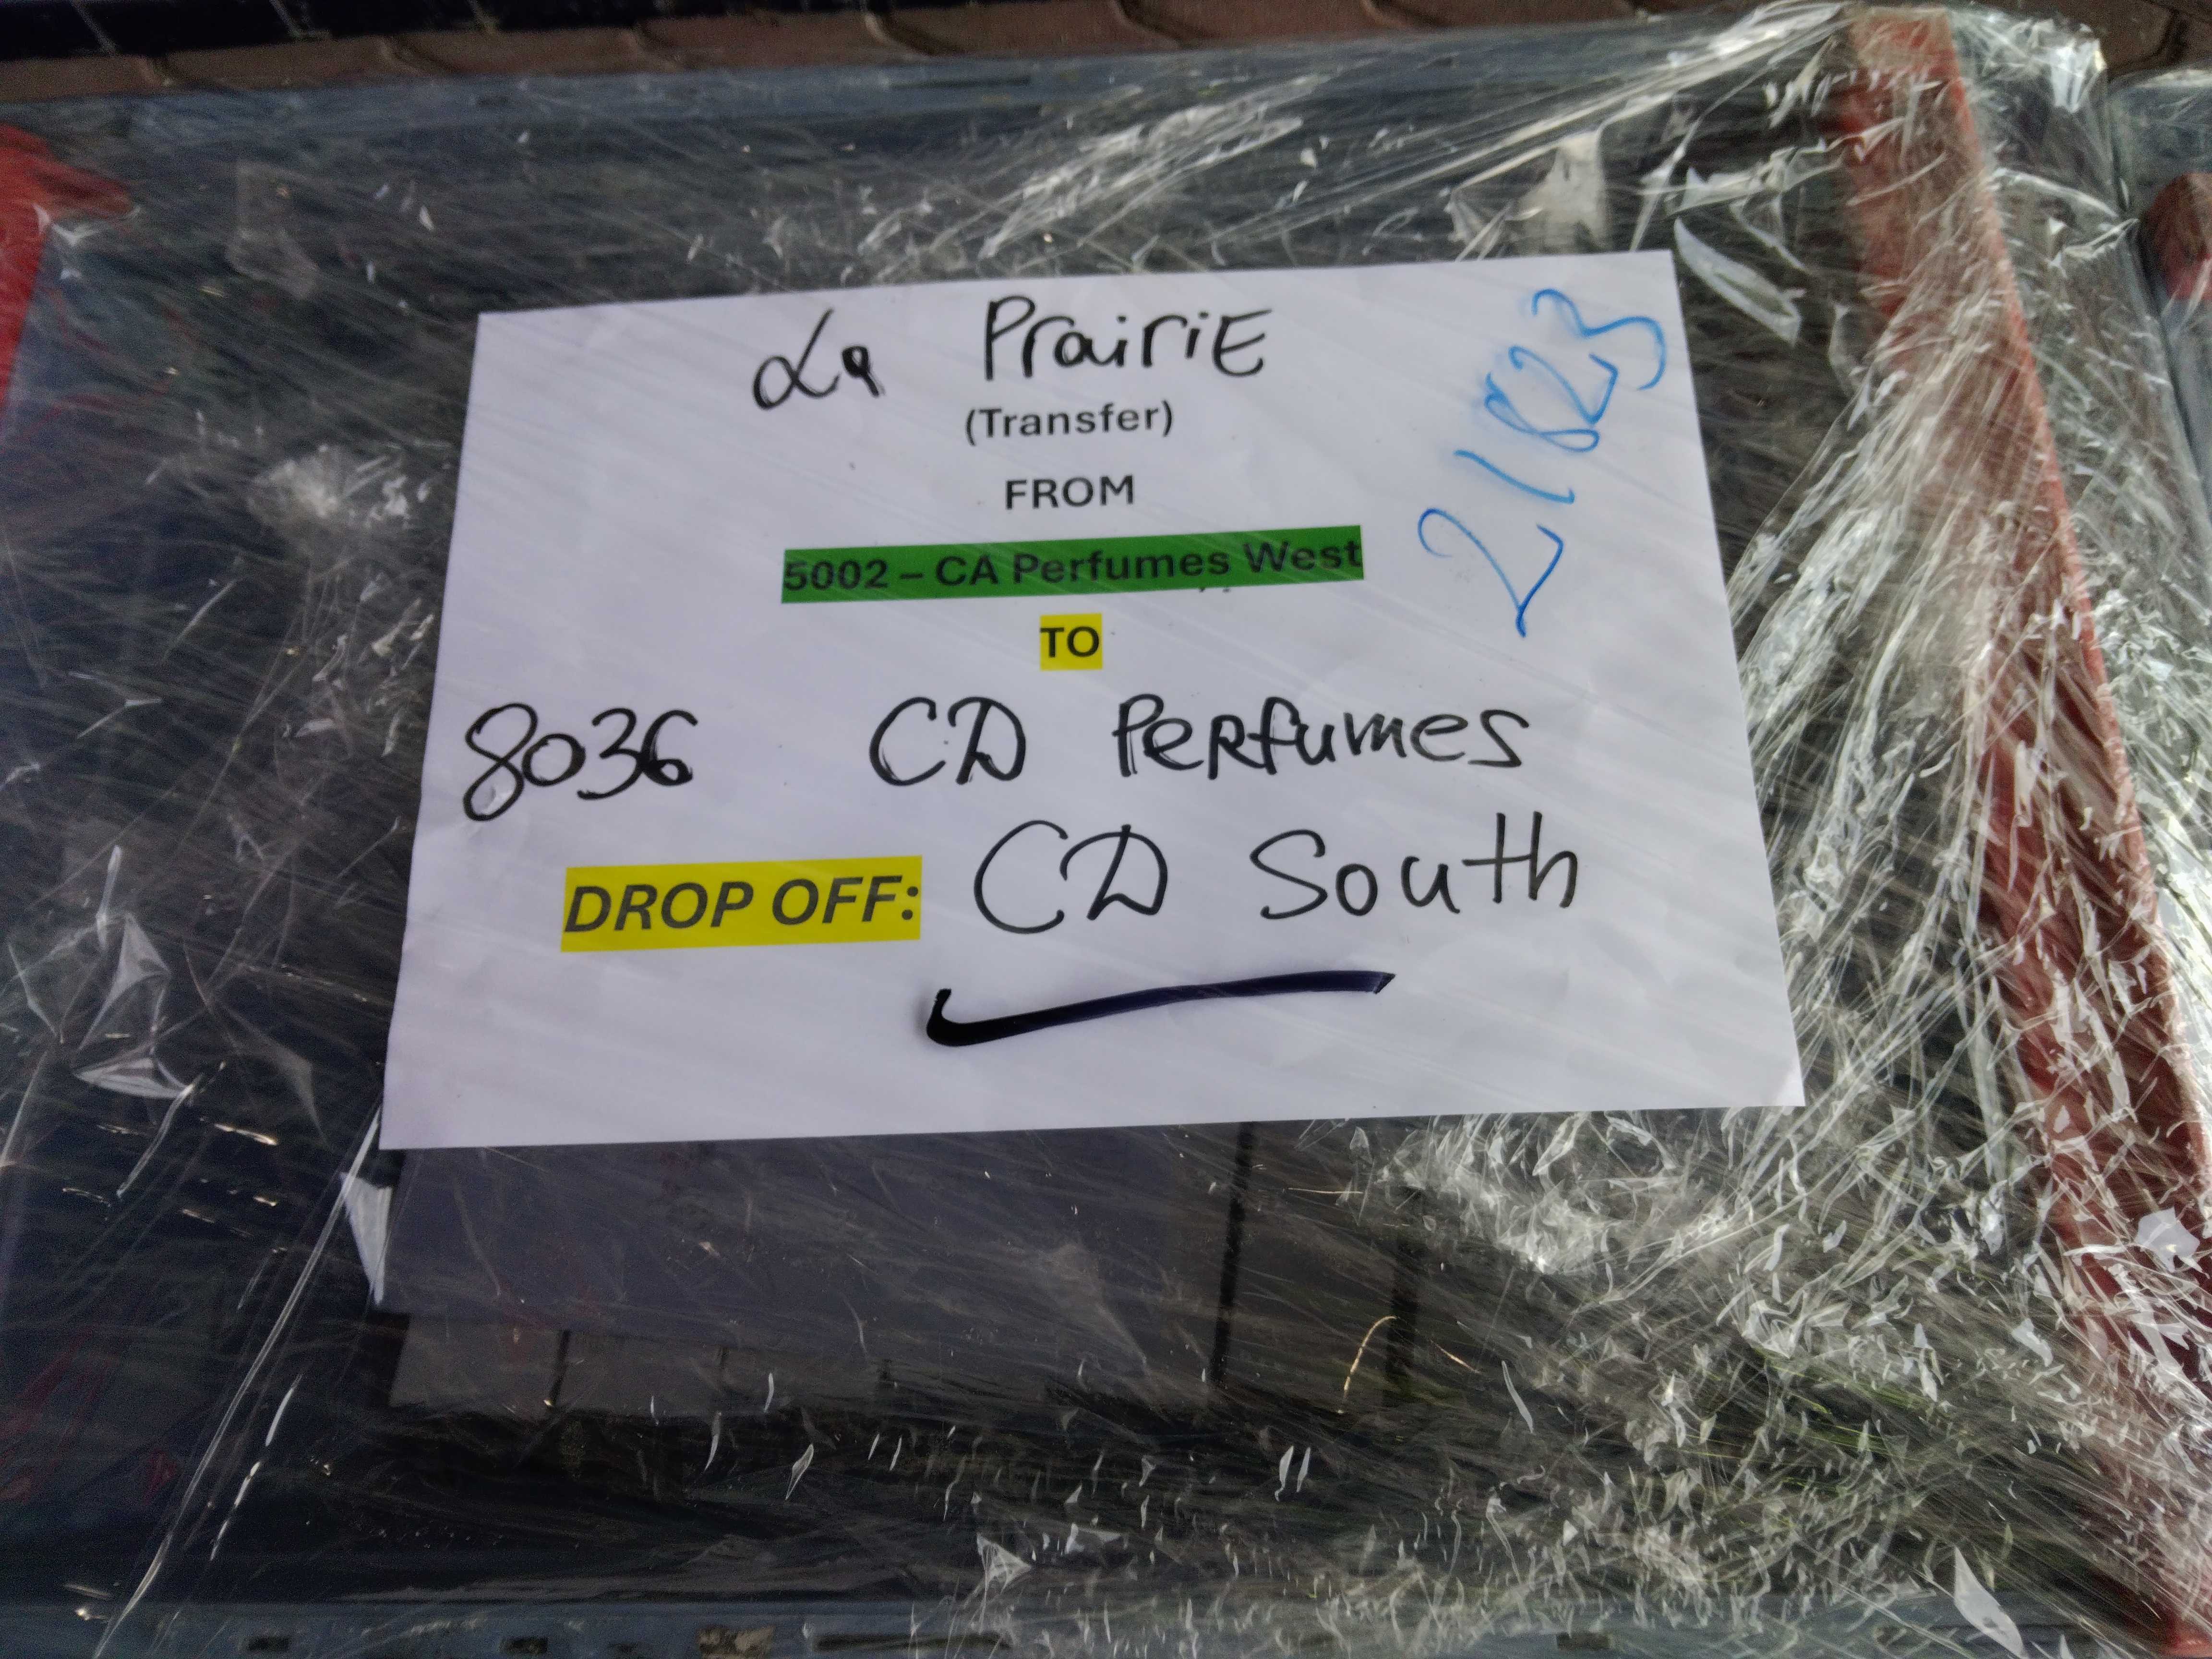 La PrairiE
(Transfer)
FROM
5002 – CA Perfumes West
TO
8036 CD PeRfumes
DROP OFF: CD South
21823